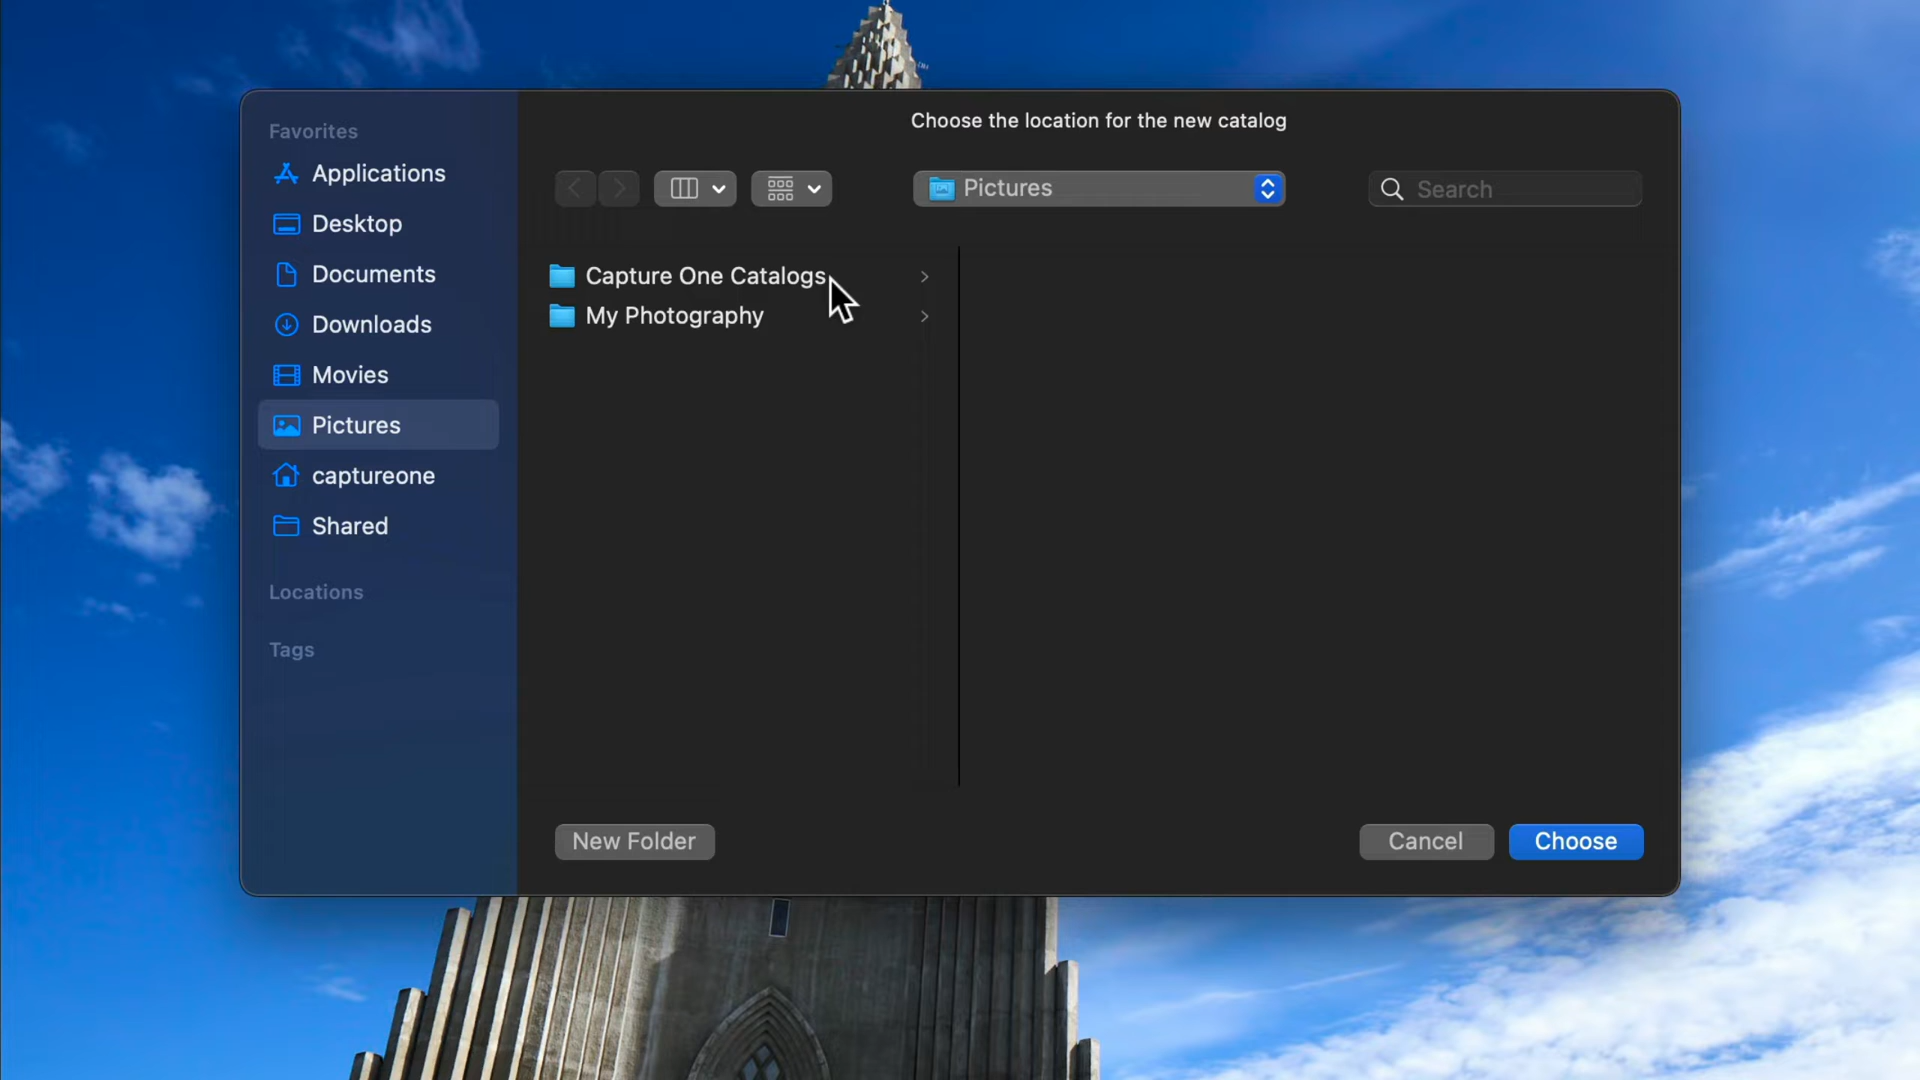 Choose the location for the new catalog
Favorites
Applications
Desktop
Documents
Downloads
Movies
Pictures
captureone
Shared
Locations
Tags
Pictures
Search
Capture One Catalogs
My Photography
New Folder
Cancel
Choose